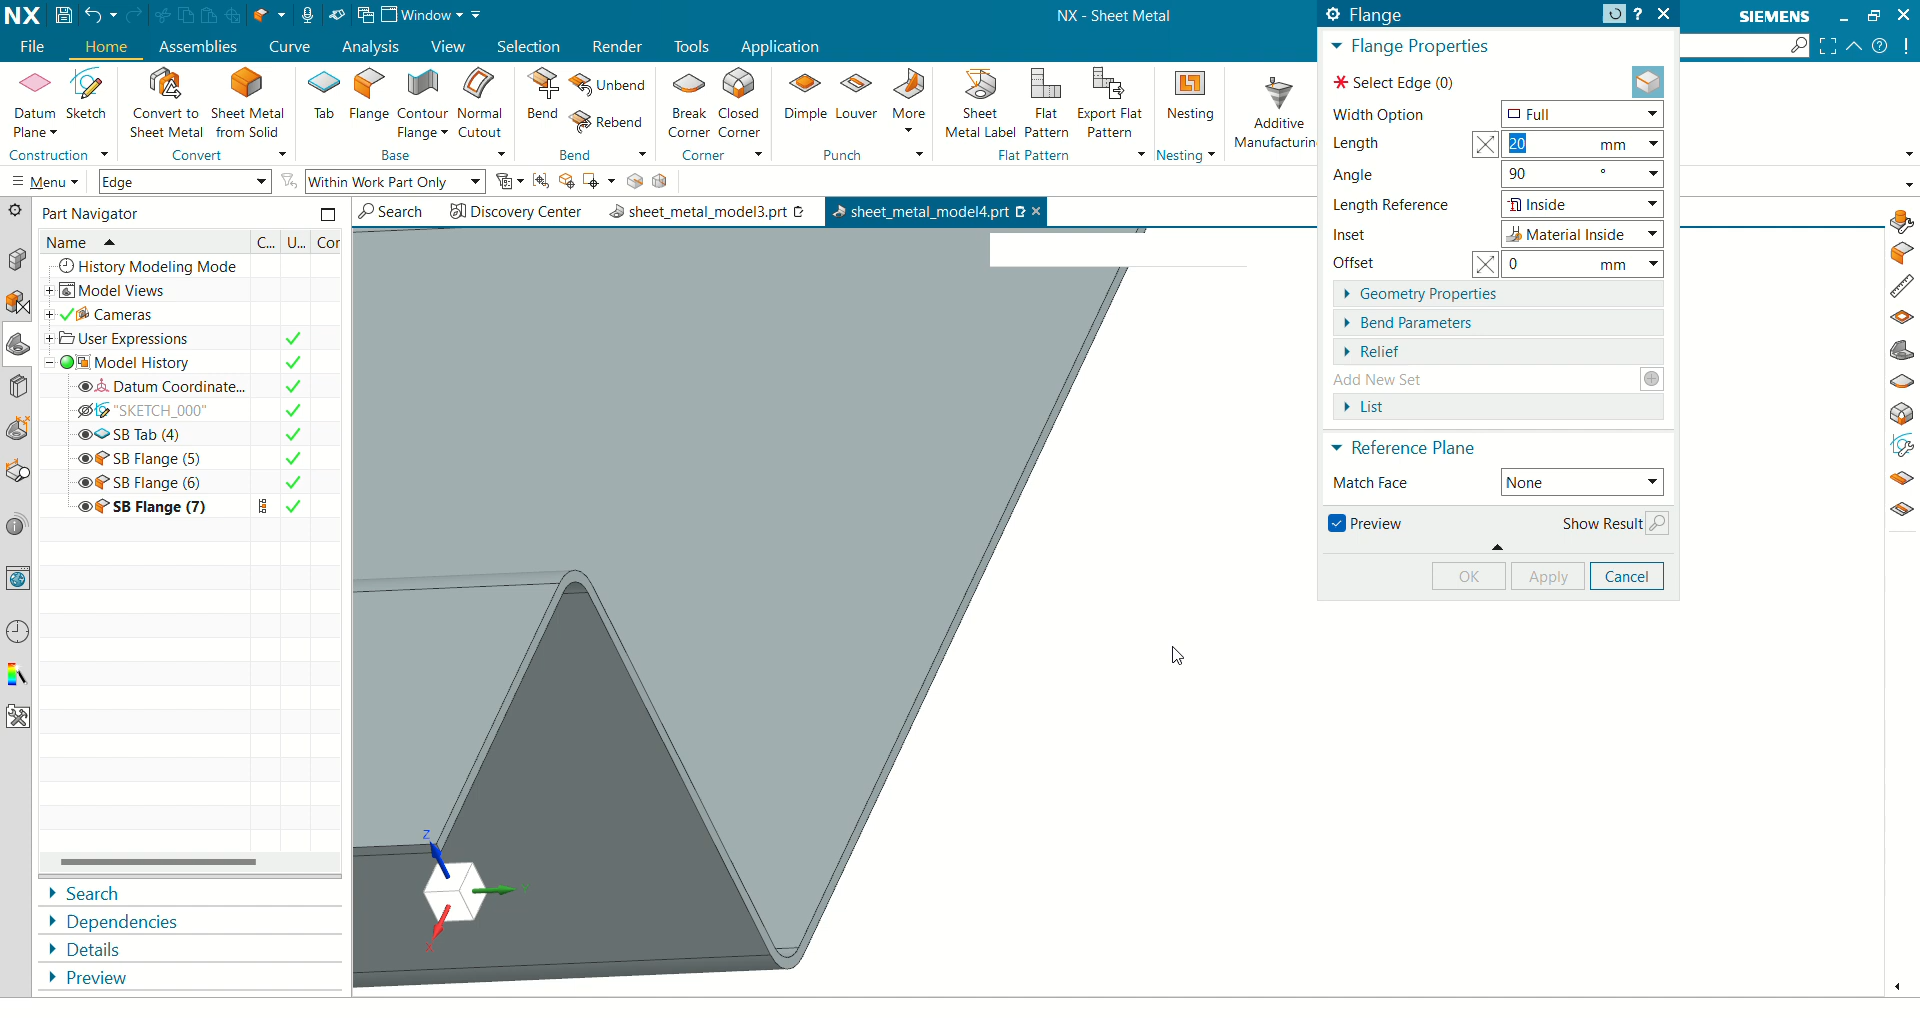 NX
Window
NX - Sheet Metal
Flange
SIEMENS
File
Home
Assemblies
Curve
Analysis
View
Selection
Render
Tools
Application
Datum Plane
Sketch
Convert to Sheet Metal
Sheet Metal from Solid
Tab
Flange
Contour Flange
Normal Cutout
Bend
Unbend
Rebend
Break Corner
Closed Corner
Dimple
Louver
More
Sheet Metal Label
Flat Pattern
Export Flat Pattern
Nesting
Additive Manufacturin
Construction
Convert
Base
Bend
Corner
Punch
Flat Pattern
Nesting
Menu
Edge
Within Work Part Only
Part Navigator
Search
Discovery Center
sheet_metal_model3.prt
sheet_metal_model4.prt
Name
C...
U...
Cor
History Modeling Mode
Model Views
Cameras
User Expressions
Model History
Datum Coordinate...
"SKETCH_000"
SB Tab (4)
SB Flange (5)
SB Flange (6)
SB Flange (7)
Search
Dependencies
Details
Preview
Z
Flange Properties
Select Edge (0)
Width Option
Full
Length
20 mm
Angle
90 °
Length Reference
Inside
Inset
Material Inside
Offset
0 mm
Geometry Properties
Bend Parameters
Relief
Add New Set
List
Reference Plane
Match Face
None
Preview
Show Result
OK
Apply
Cancel